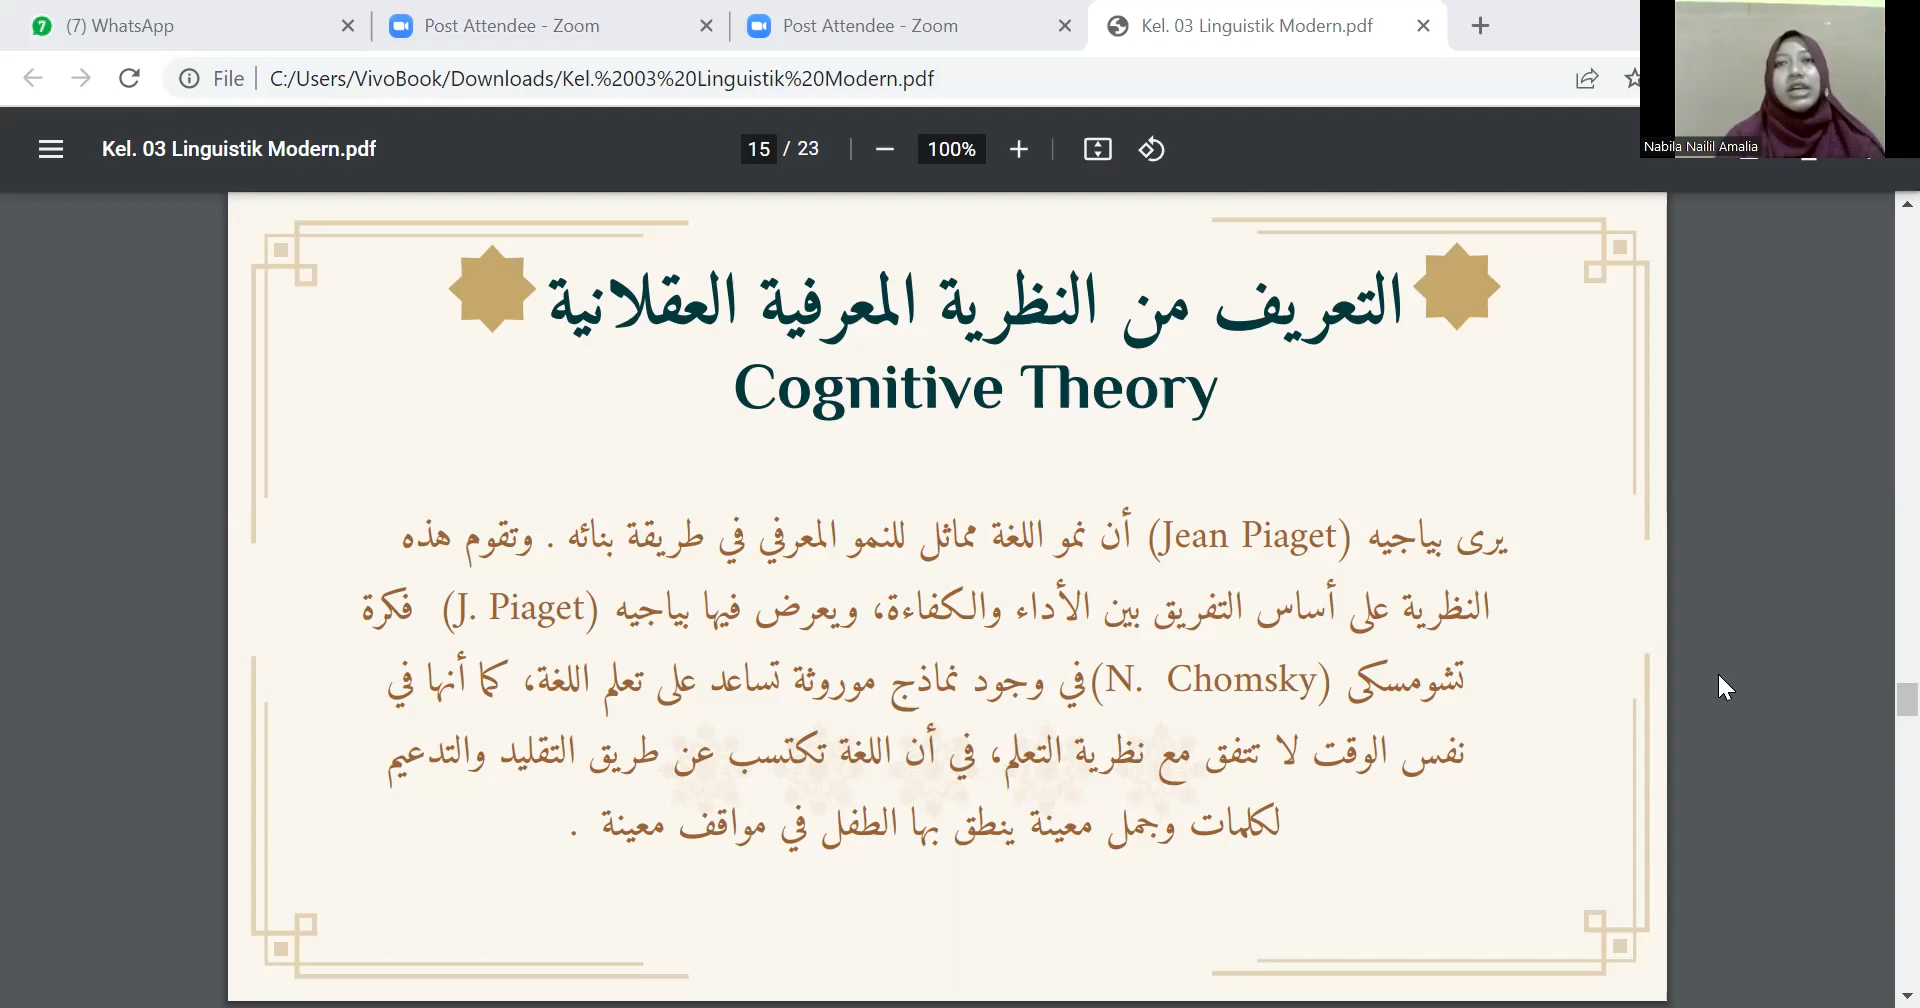 (7) WhatsApp
Post Attendee - Zoom
Post Attendee - Zoom
Kel. 03 Linguistik Modern.pdf
File
C:/Users/VivoBook/Downloads/Kel.%2003%20Linguistik%20Modern.pdf
Kel. 03 Linguistik Modern.pdf
15 / 23
100%
Nabila Nailil Amalia
التعريف من النظرية المعرفية العقلانية
Cognitive Theory
يرى بياجيه (Jean Piaget) أن نمو اللغة مماثل للنمو المعرفي في طريقة بنائه . وتقوم هذه
النظرية على أساس التفريق بين الأداء والكفاءة، ويعرض فيها بياجيه (J. Piaget) فكرة
تشومسكى (N. Chomsky)في وجود نماذج موروثة تساعد على تعلم اللغة، كما أنها في
نفس الوقت لا تتفق مع نظرية التعلم، في أن اللغة تكتسب عن طريق التقليد والتدعيم
لكلمات وجمل معينة ينطق بها الطفل في مواقف معينة .